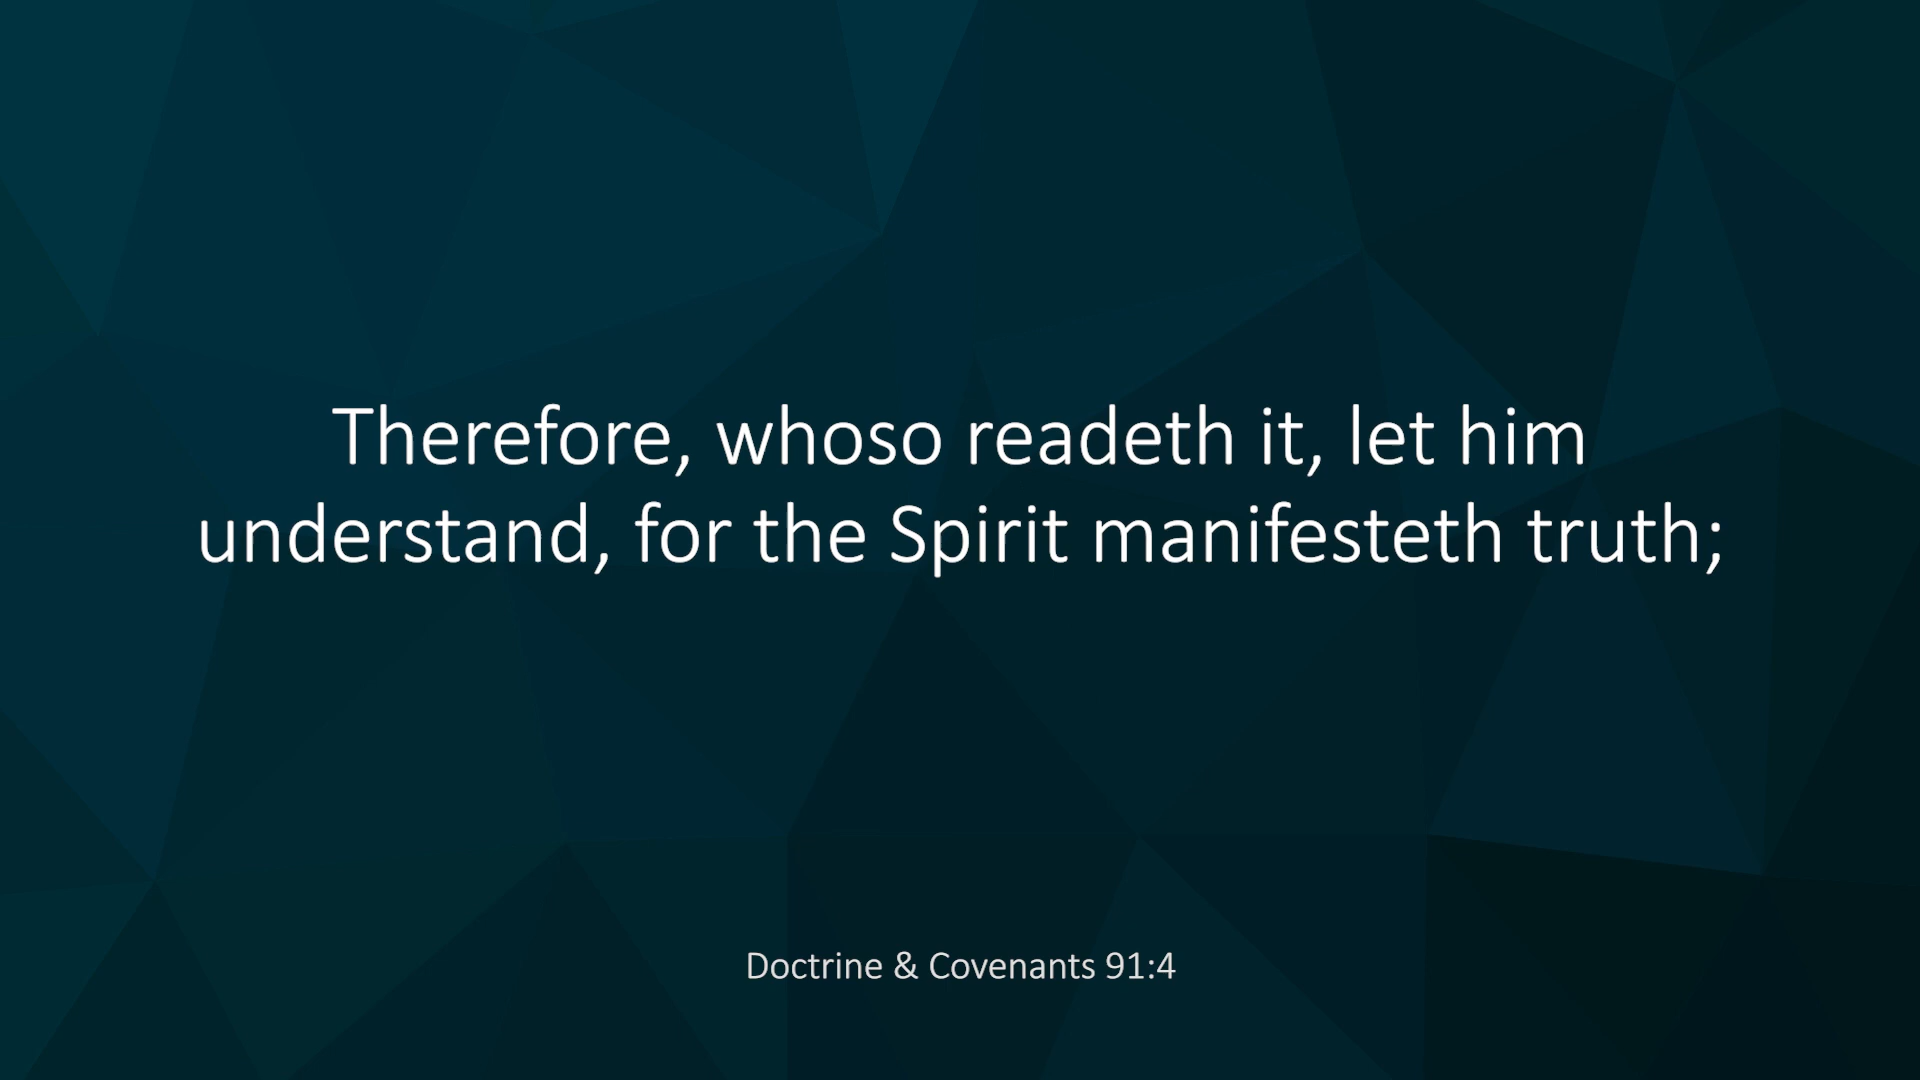 Therefore, whoso readeth it, let him
understand, for the Spirit manifesteth truth;
Doctrine & Covenants 91:4